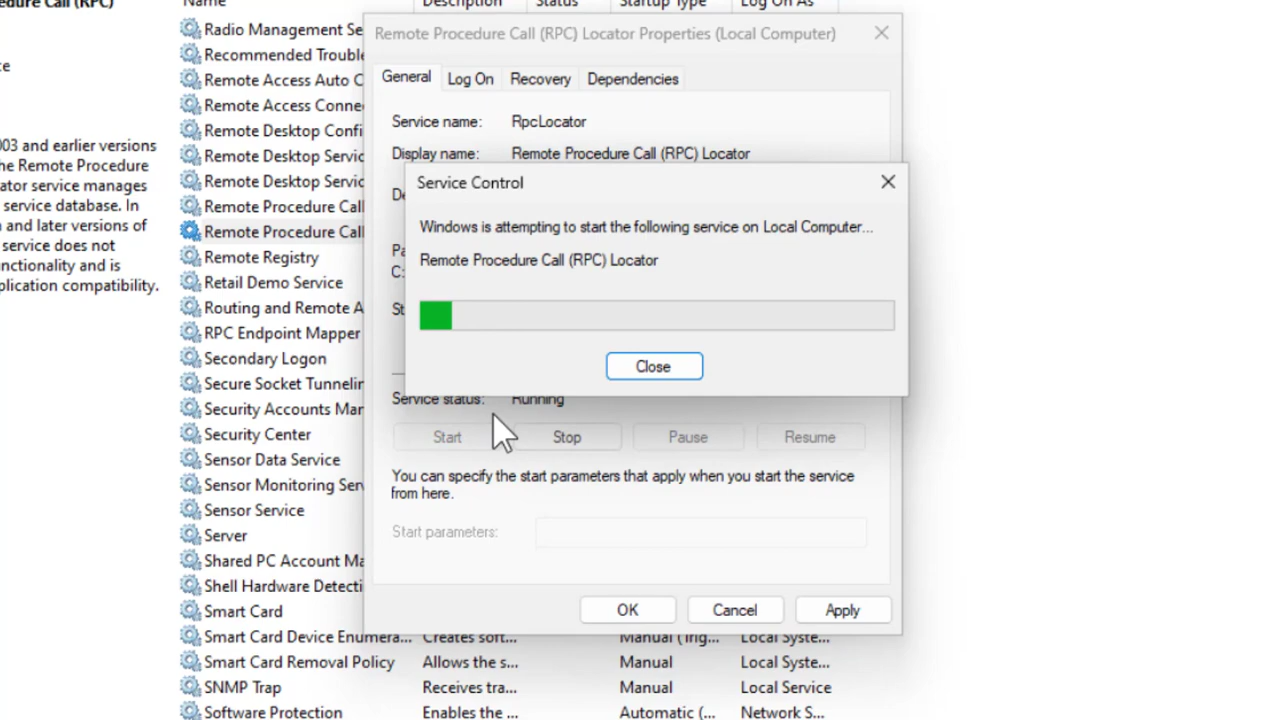 edure Call (RPC)
Name
Description
Status
Startup Type
Log On As
e
003 and earlier versions
he Remote Procedure
ator service manages
service database. In
and later versions of
service does not
nctionality and is
plication compatibility.
Radio Management Se
Recommended Trouble
Remote Access Auto C
Remote Access Conne
Remote Desktop Confi
Remote Desktop Servic
Remote Desktop Servic
Remote Procedure Call
Remote Procedure Call
Remote Registry
Retail Demo Service
Routing and Remote A
RPC Endpoint Mapper
Secondary Logon
Secure Socket Tunnelin
Security Accounts Mar
Security Center
Sensor Data Service
Sensor Monitoring Serv
Sensor Service
Server
Shared PC Account Ma
Shell Hardware Detecti
Smart Card
Smart Card Device Enumera... Creates soft... Manual (Trig... Local Syste...
Smart Card Removal Policy Allows the s... Manual Local Syste...
SNMP Trap Receives tra... Manual Local Service
Software Protection Enables the ... Automatic (... Network S...
Remote Procedure Call (RPC) Locator Properties (Local Computer)
General Log On Recovery Dependencies
Service name: RpcLocator
Display name: Remote Procedure Call (RPC) Locator
De
Pa
C:
St
Service Control
Windows is attempting to start the following service on Local Computer...
Remote Procedure Call (RPC) Locator
Close
Service status: Running
Start Stop Pause Resume
You can specify the start parameters that apply when you start the service
from here.
Start parameters:
OK Cancel Apply